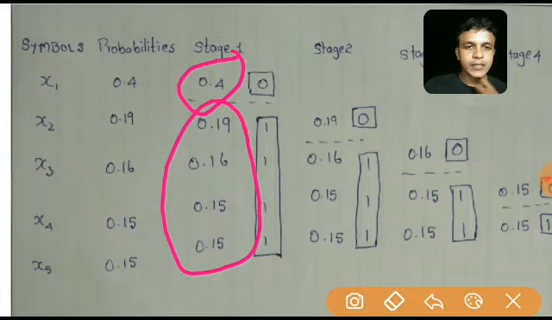 SYMBOLS Probabilities Stage 1 Stage2 Stage 4
x₁ 0.4 0.4 0
x₂ 0.19 0.19 1 0.19 0
x₃ 0.16 0.16 1 0.16 1 0.16 0
x₄ 0.15 0.15 1 0.15 1 0.15 1 0.15
x₅ 0.15 0.15 1 0.15 1 0.15 1 0.15 1